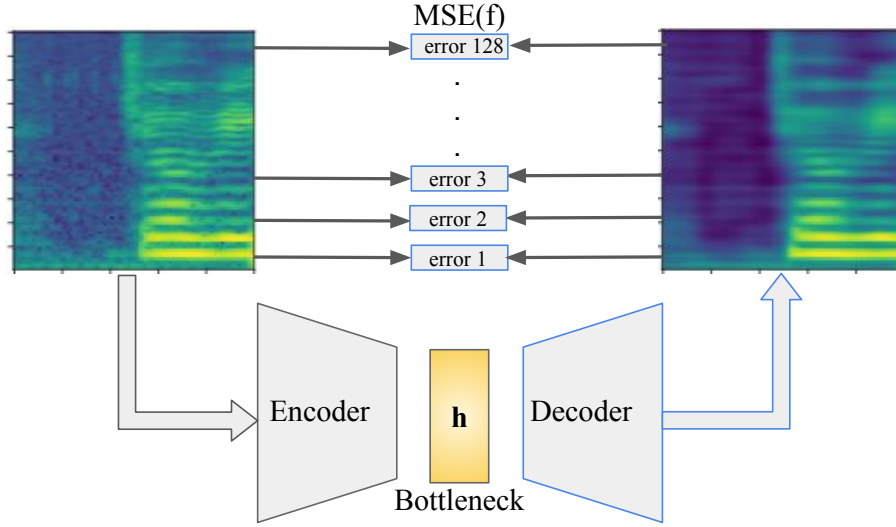 MSE(f)
error 128
.
.
.
error 3
error 2
error 1
Encoder
h
Decoder
Bottleneck